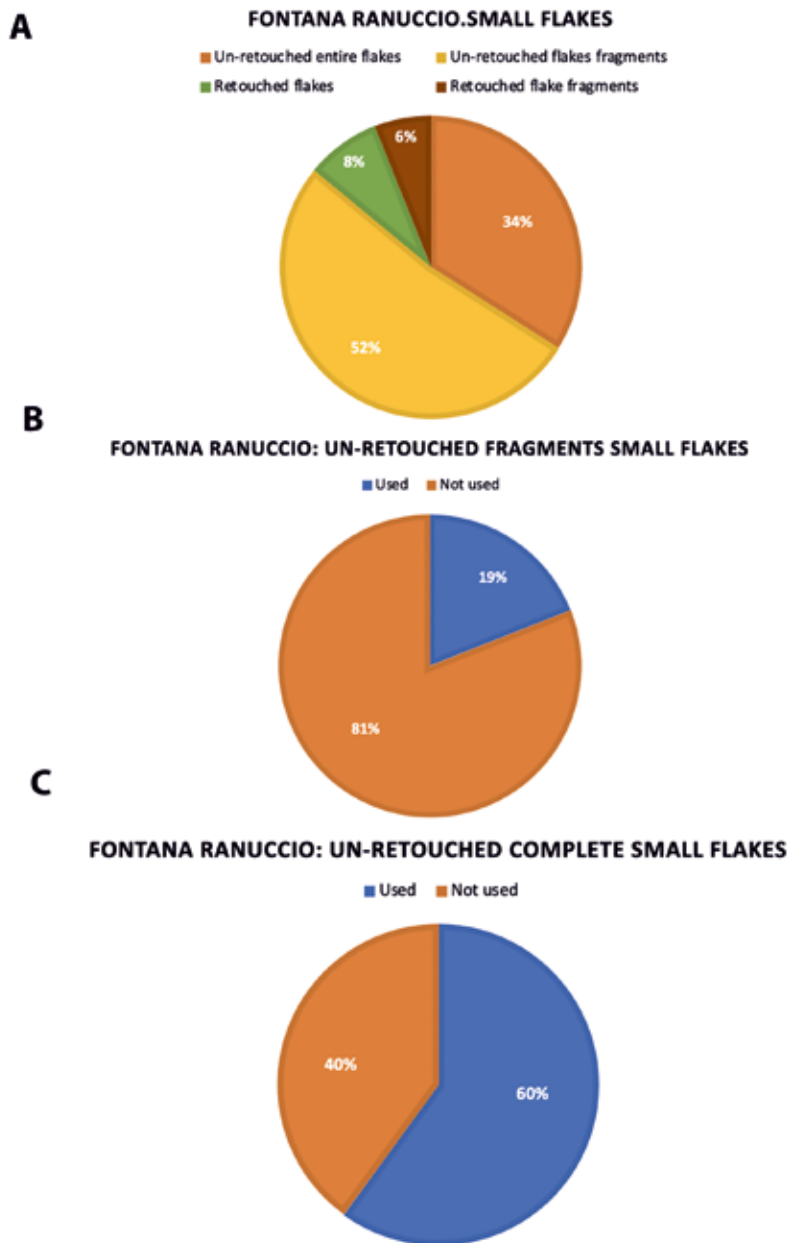 A
FONTANA RANUCCIO.SMALL FLAKES
Un-retouched entire flakes Un-retouched flakes fragments
Retouched flakes Retouched flake fragments
6%
8%
34%
52%
B
FONTANA RANUCCIO: UN-RETOUCHED FRAGMENTS SMALL FLAKES
Used Not used
19%
81%
C
FONTANA RANUCCIO: UN-RETOUCHED COMPLETE SMALL FLAKES
Used Not used
40%
60%